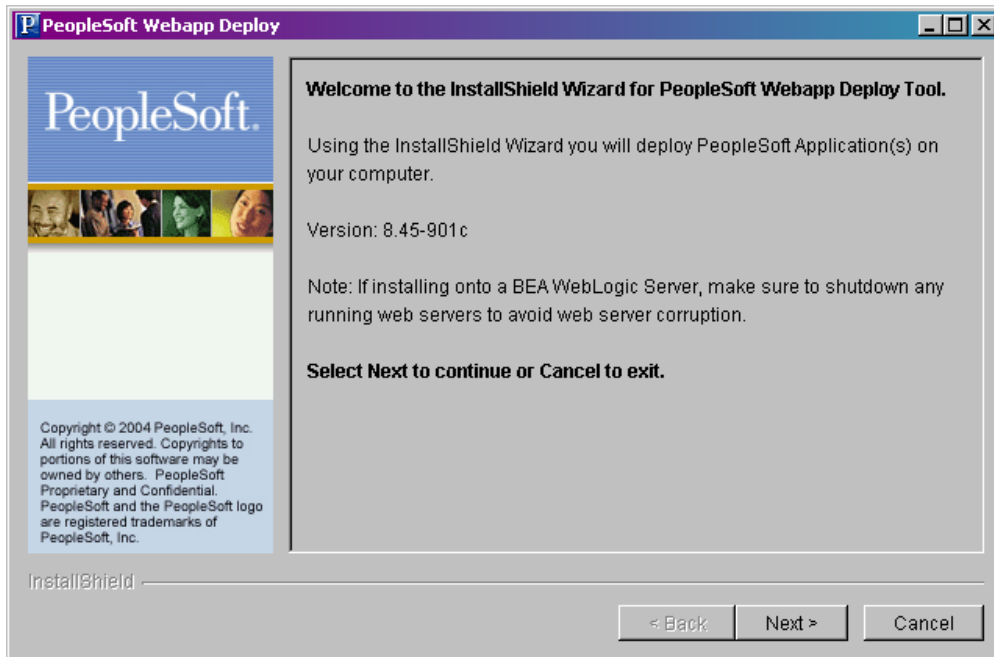 PeopleSoft Webapp Deploy
PeopleSoft.
Welcome to the InstallShield Wizard for PeopleSoft Webapp Deploy Tool.
Using the InstallShield Wizard you will deploy PeopleSoft Application(s) on
your computer.
Version: 8.45-901c
Note: If installing onto a BEA WebLogic Server, make sure to shutdown any
running web servers to avoid web server corruption.
Select Next to continue or Cancel to exit.
Copyright © 2004 PeopleSoft, Inc.
All rights reserved. Copyrights to
portions of this software may be
owned by others. PeopleSoft
Proprietary and Confidential.
PeopleSoft and the PeopleSoft logo
are registered trademarks of
PeopleSoft, Inc.
InstallShield
< Back
Next >
Cancel